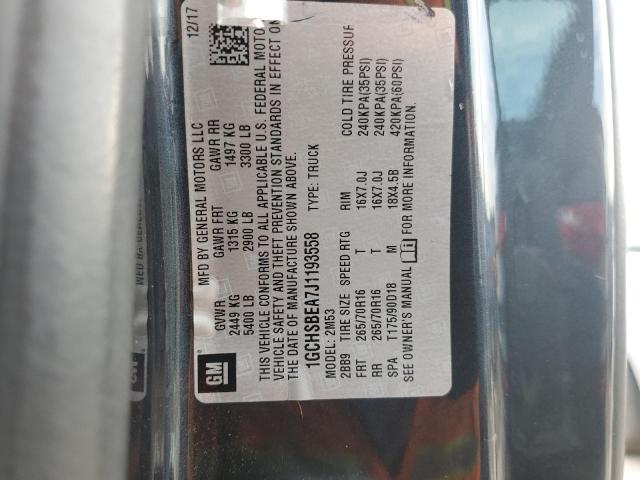 GM
MFD BY GENERAL MOTORS LLC 12/17
GVWR GAWR FRT GAWR RR
2449 KG 1315 KG 1497 KG
5400 LB 2900 LB 3300 LB
THIS VEHICLE CONFORMS TO ALL APPLICABLE U.S. FEDERAL MOTO
VEHICLE SAFETY AND THEFT PREVENTION STANDARDS IN EFFECT ON
THE DATE OF MANUFACTURE SHOWN ABOVE.
1GCHSBEA7J1193558 TYPE: TRUCK
MODEL: 2M53
2BB9 TIRE SIZE SPEED RTG RIM COLD TIRE PRESSUR
FRT 265/70R16 T 16X7.0J 240KPA(35PSI)
RR 265/70R16 T 16X7.0J 240KPA(35PSI)
SPA T175/90D18 M 18X4.5B 420KPA(60PSI)
SEE OWNER'S MANUAL FOR MORE INFORMATION.